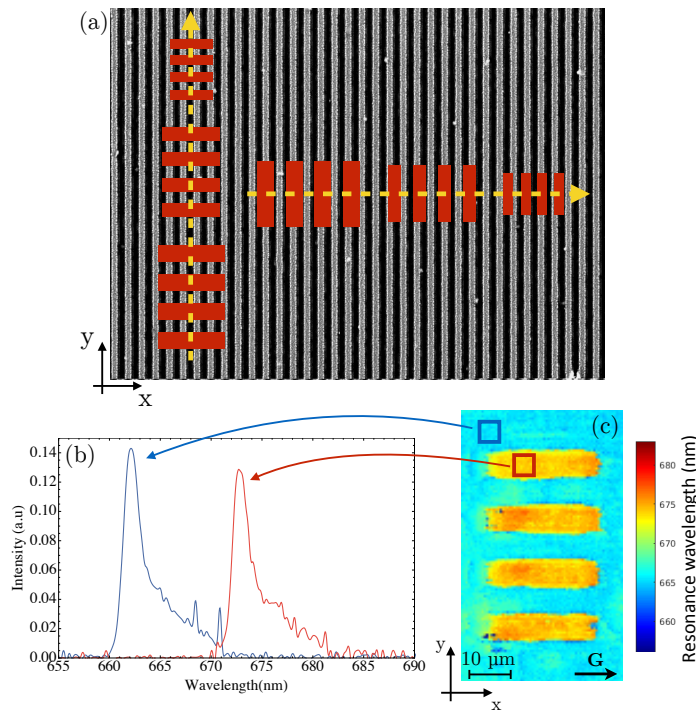 (a)
y
x
(b)
Intensity (a.u)
0.14
0.12
0.10
0.08
0.06
0.04
0.02
0.00
655 660 665 670 675 680 685 690
Wavelength(nm)
(c)
y
x
10 μm
G
680
675
670
665
660
Resonance wavelength (nm)